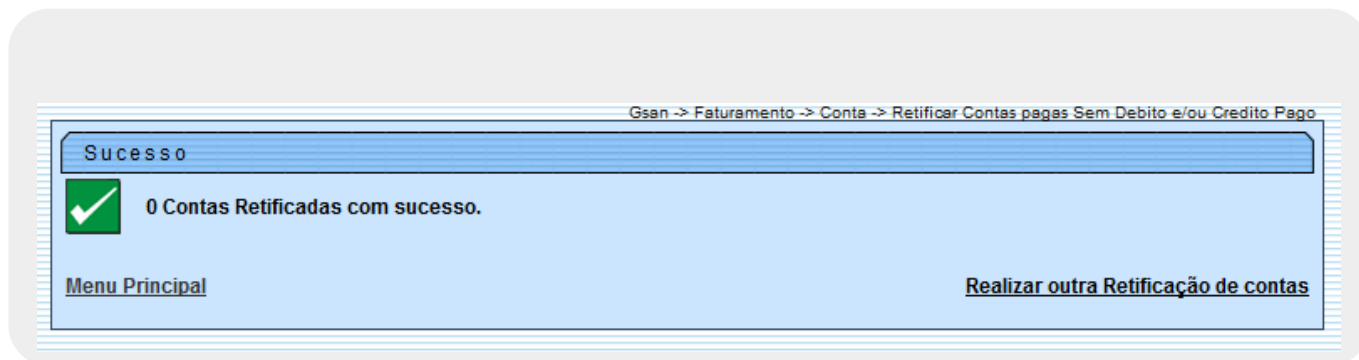 Gsan -> Faturamento -> Conta -> Retificar Contas pagas Sem Debito e/ou Credito Pago
Sucesso
0 Contas Retificadas com sucesso.
Menu Principal
Realizar outra Retificação de contas